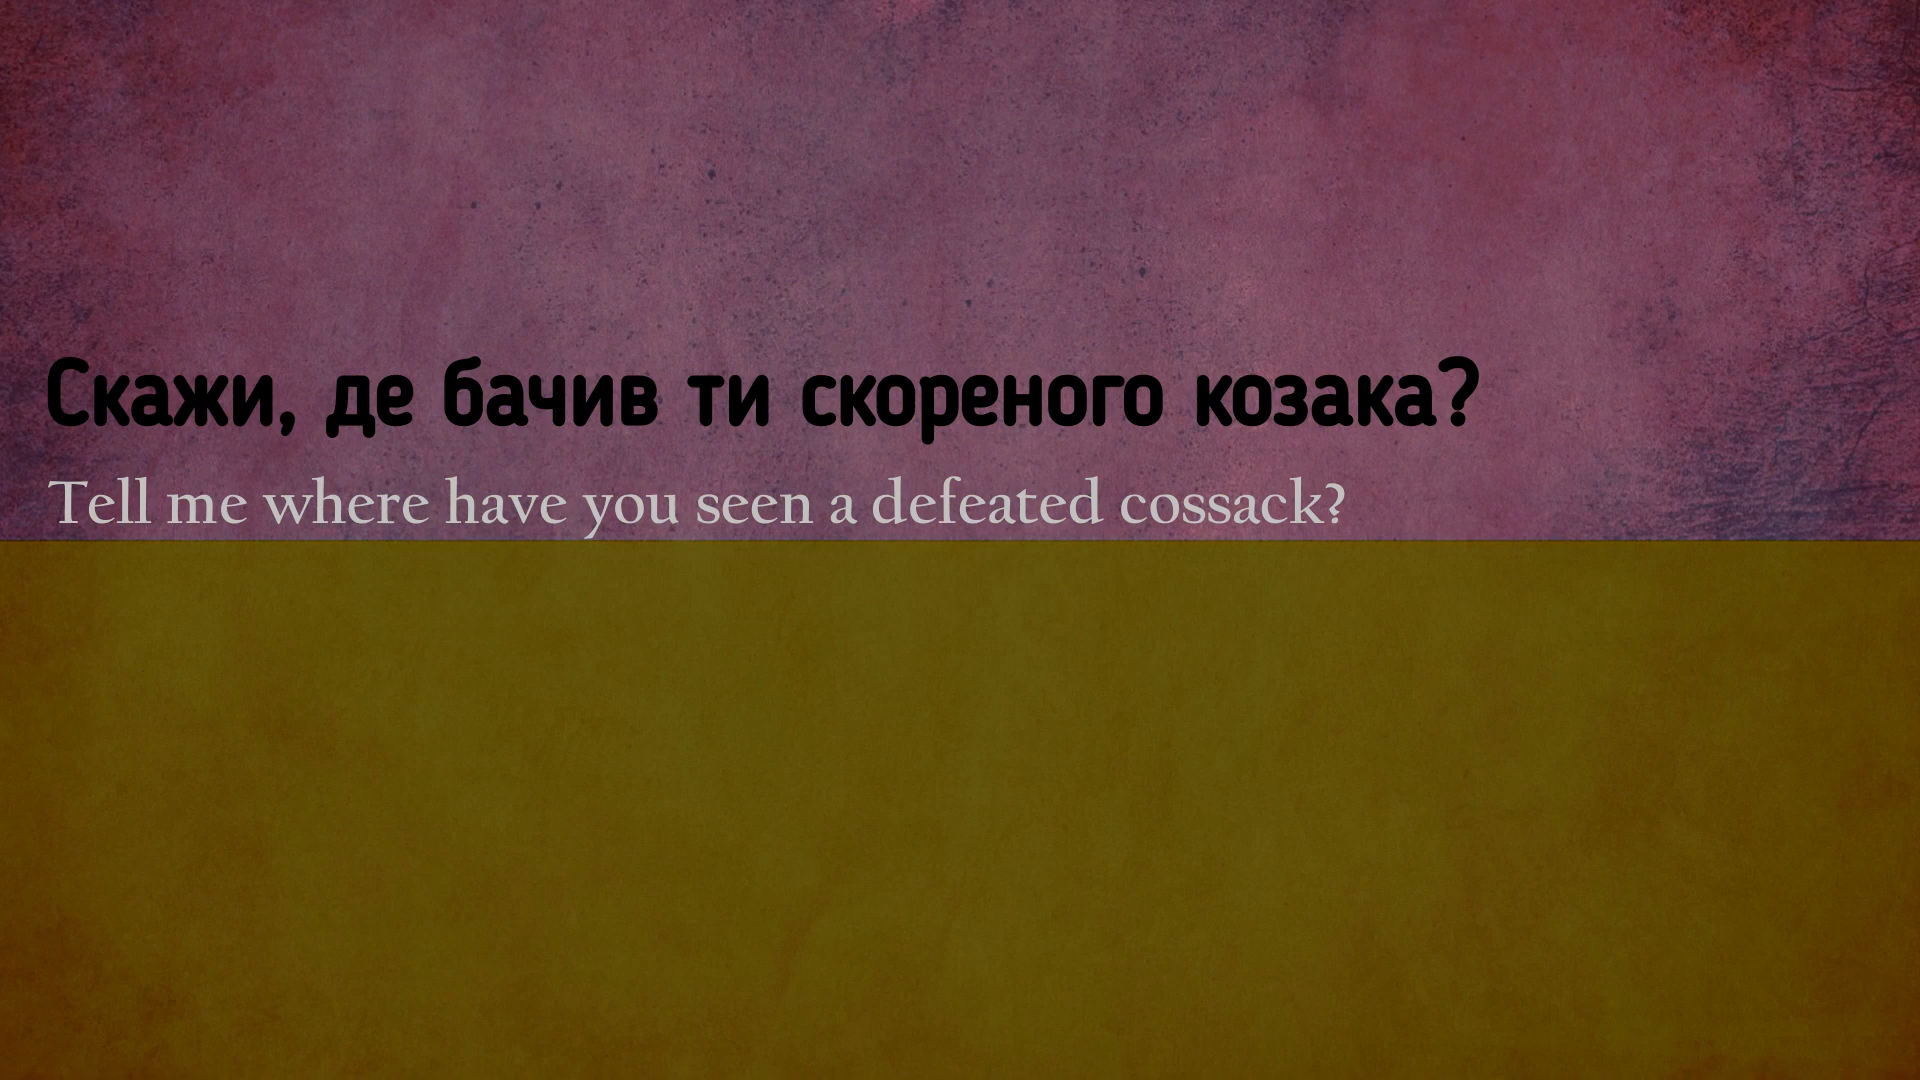 Скажи, де бачив ти скореного козака?
Tell me where have you seen a defeated cossack?